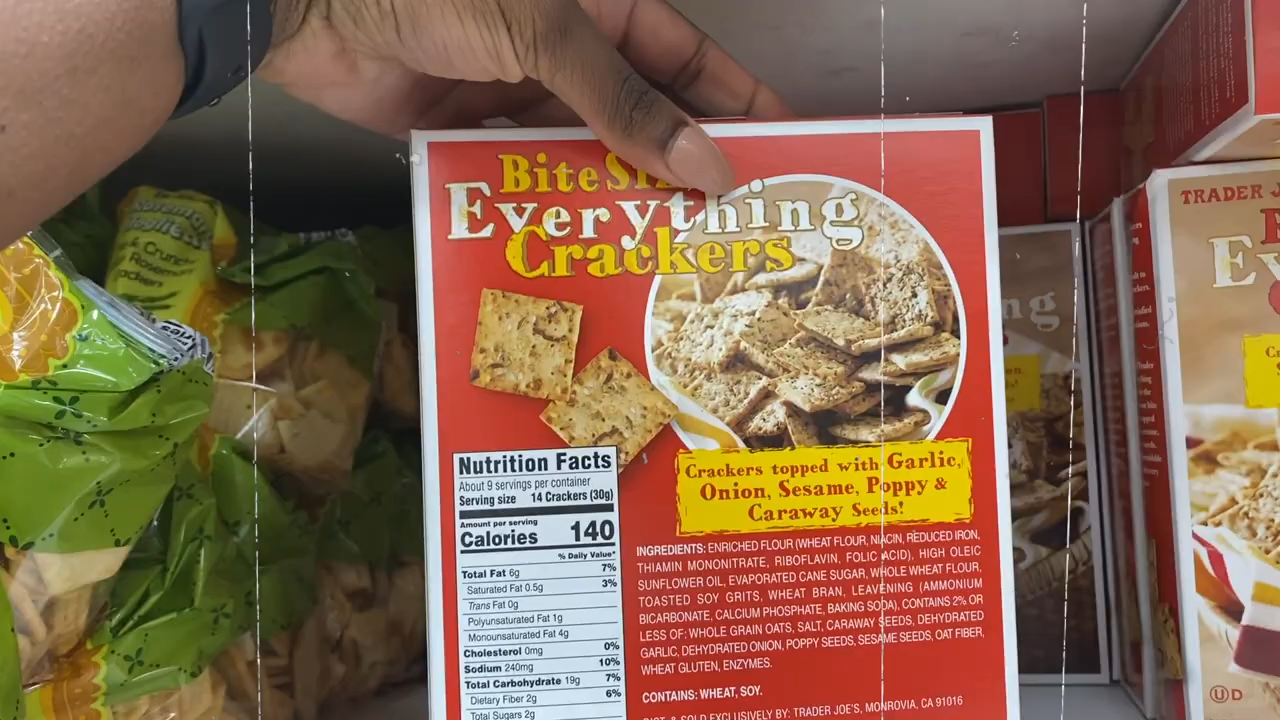 Bite Si
Everything
Crackers
Crackers topped with Garlic,
Onion, Sesame, Poppy &
Caraway Seeds!
Nutrition Facts
About 9 servings per container
Serving size 14 Crackers (30g)
Amount per serving
Calories 140
% Daily Value*
Total Fat 6g 7%
Saturated Fat 0.5g 3%
Trans Fat 0g
Polyunsaturated Fat 1g
Monounsaturated Fat 4g
Cholesterol 0mg 0%
Sodium 240mg 10%
Total Carbohydrate 19g 7%
Dietary Fiber 2g 6%
Total Sugars 2g
INGREDIENTS: ENRICHED FLOUR (WHEAT FLOUR, NIACIN, REDUCED IRON,
THIAMIN MONONITRATE, RIBOFLAVIN, FOLIC ACID), HIGH OLEIC
SUNFLOWER OIL, EVAPORATED CANE SUGAR, WHOLE WHEAT FLOUR,
TOASTED SOY GRITS, WHEAT BRAN, LEAVENING (AMMONIUM
BICARBONATE, CALCIUM PHOSPHATE, BAKING SODA), CONTAINS 2% OR
LESS OF: WHOLE GRAIN OATS, SALT, CARAWAY SEEDS, DEHYDRATED
GARLIC, DEHYDRATED ONION, POPPY SEEDS, SESAME SEEDS, OAT FIBER,
WHEAT GLUTEN, ENZYMES.
CONTAINS: WHEAT, SOY.
DIST. & SOLD EXCLUSIVELY BY: TRADER JOE'S, MONROVIA, CA 91016
TRADER J
Ev
ng
U D